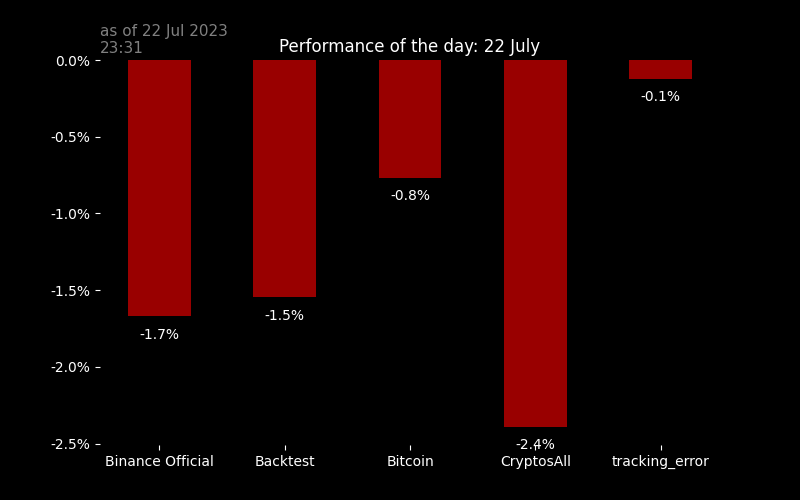 as of 22 Jul 2023
23:31
Performance of the day: 22 July
0.0%
-0.5%
-1.0%
-1.5%
-2.0%
-2.5%
-1.7%
-1.5%
-0.8%
-2.4%
-0.1%
Binance Official
Backtest
Bitcoin
CryptosAll
tracking_error